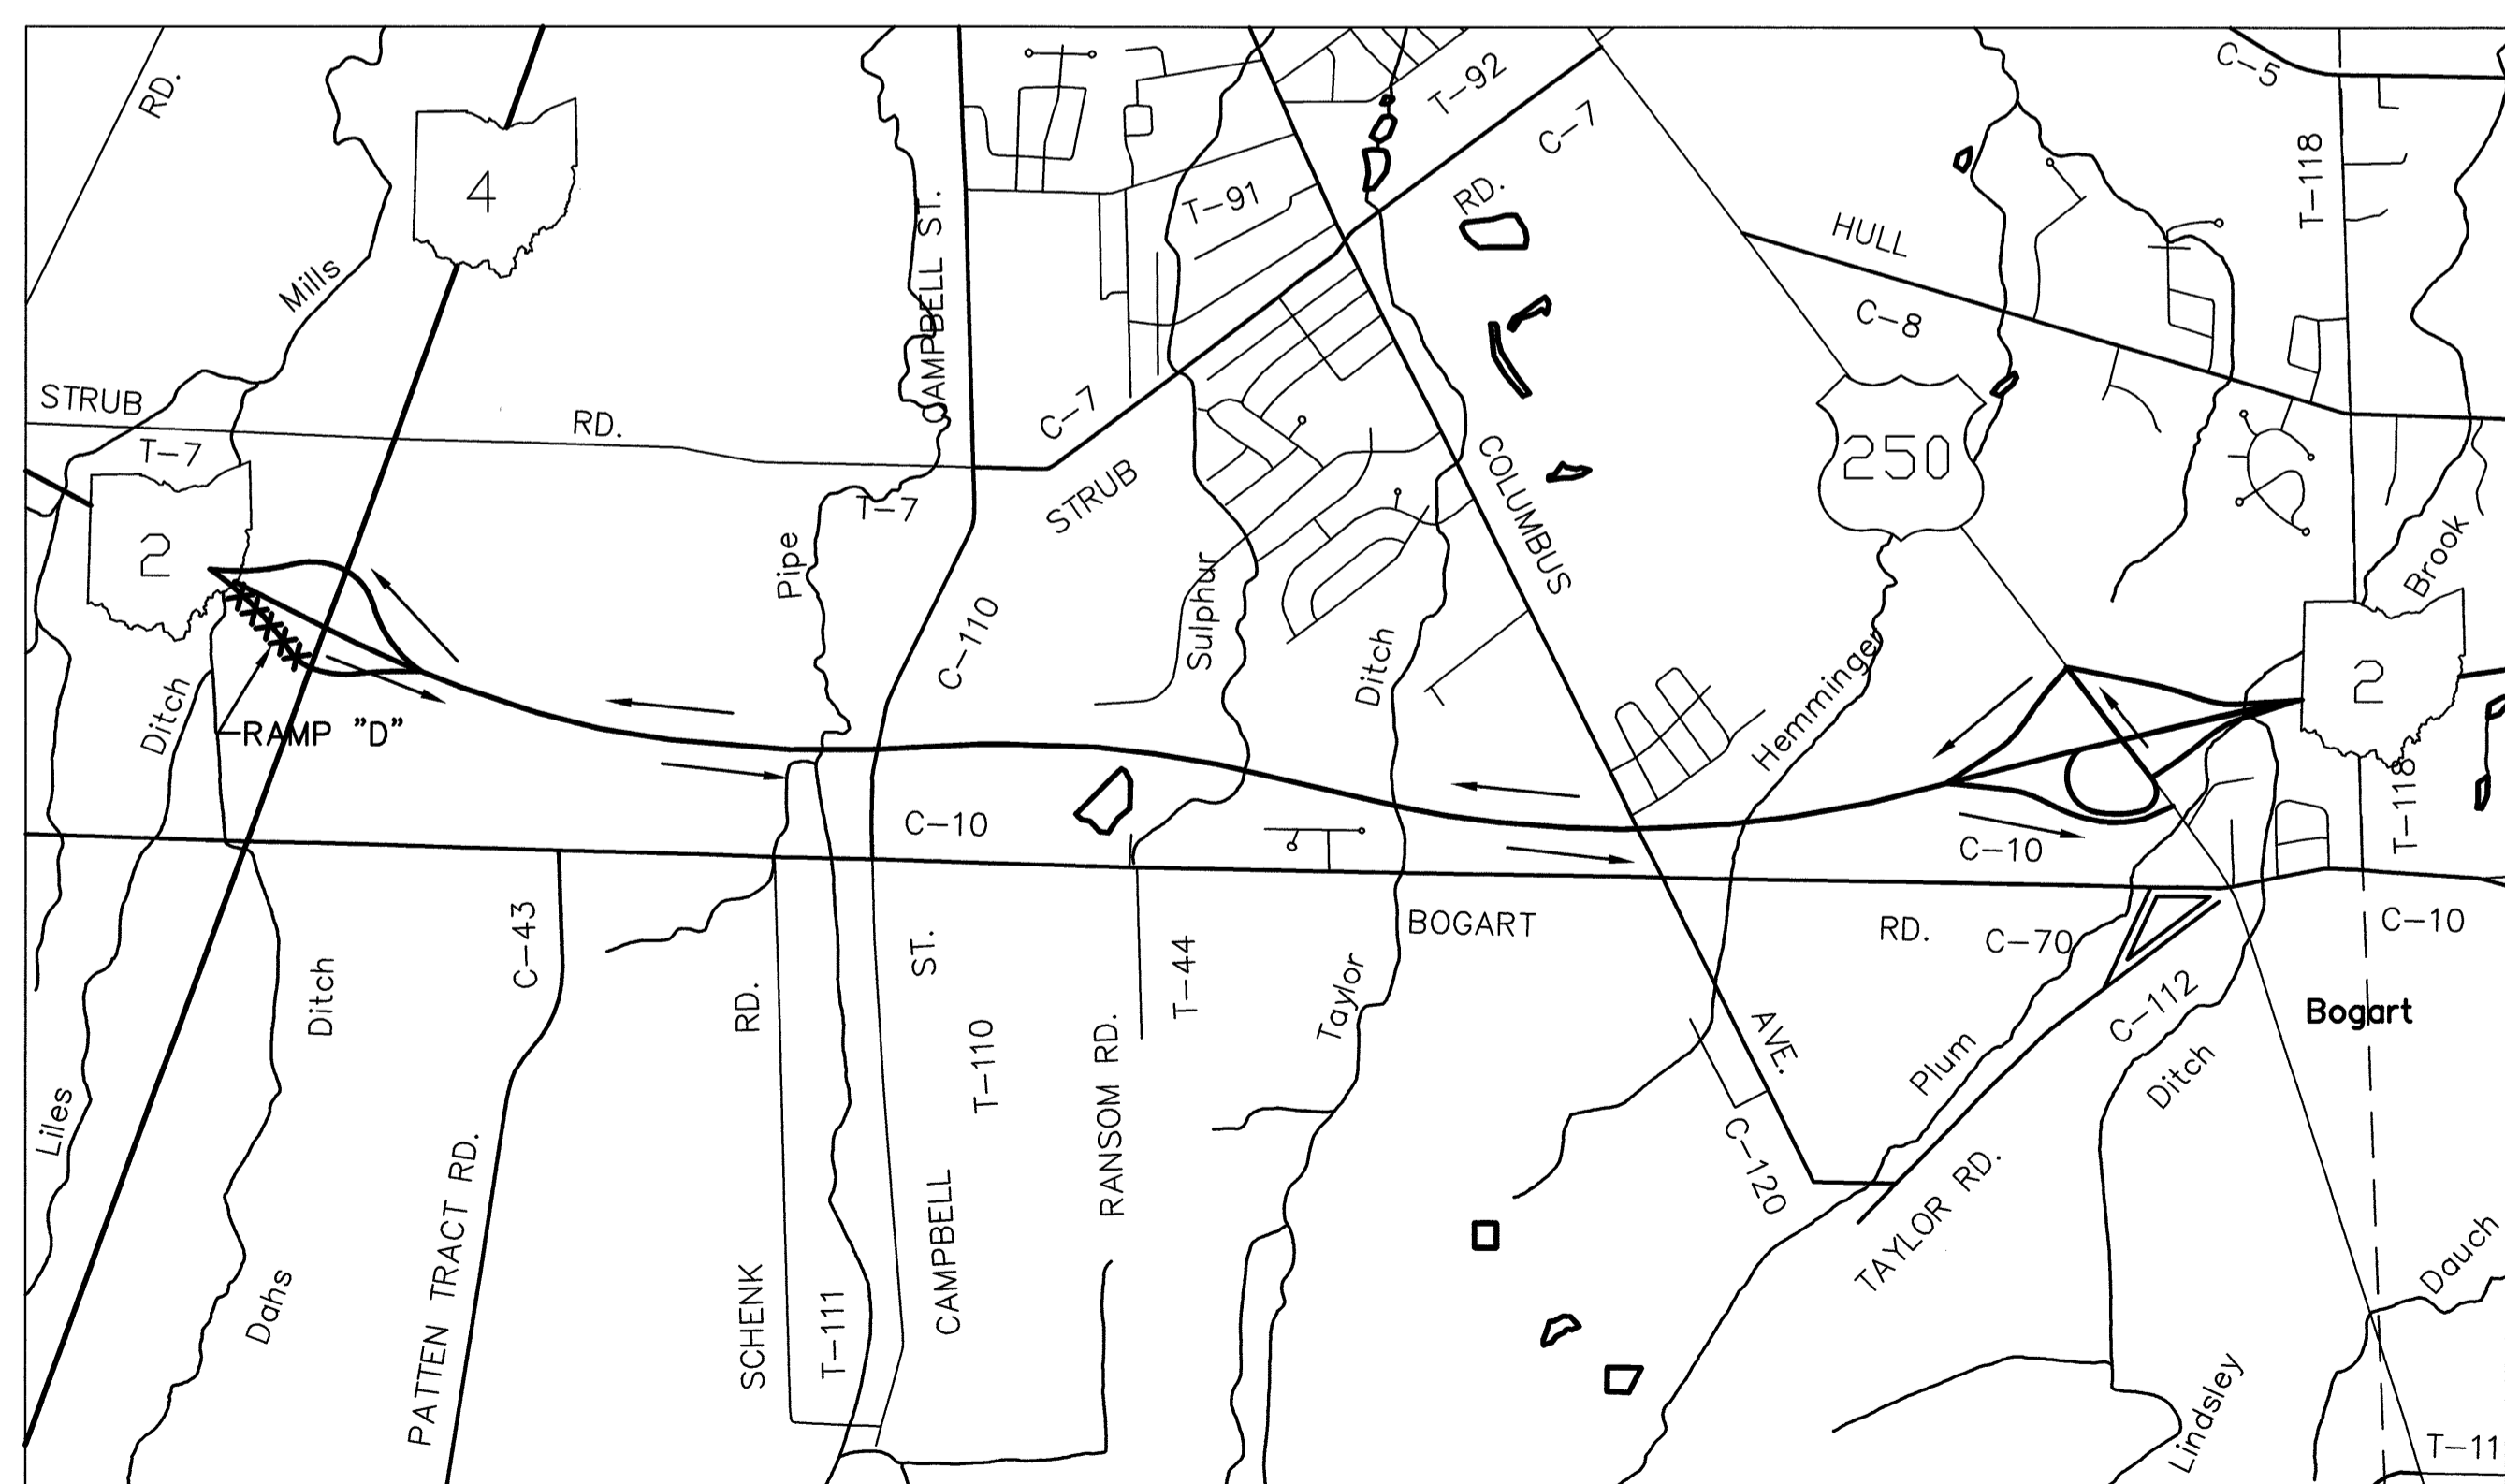 RD.
4
Mills
CAMPBELL ST.
T-91
T-92
C-7
RD.
C-5
T-118
HULL
C-8
STRUB
RD.
T-7
T-7
C-7
STRUB
COLUMBUS
250
2
Pipe
Sulphur
Brook
C-110
Ditch
Hemminger
2
Ditch
RAMP "D"
T-118
C-10
C-10
BOGART
RD.
C-70
C-10
C-43
ST.
T-44
Ditch
RD.
Taylor
C-112
Bogart
T-110
RANSOM RD.
AVE.
Plum
Ditch
Liles
C-120
PATTEN TRACT RD.
CAMPBELL
TAYLOR RD.
Dahs
SCHENK
T-111
Dauch
Lindsley
T-11